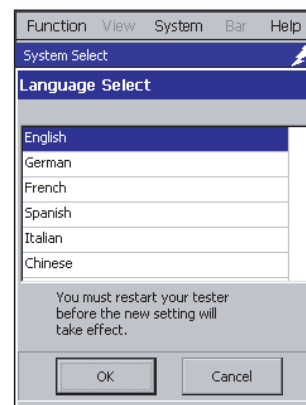 Function View System Bar Help
System Select
Language Select
English
German
French
Spanish
Italian
Chinese
You must restart your tester
before the new setting will
take effect.
OK Cancel